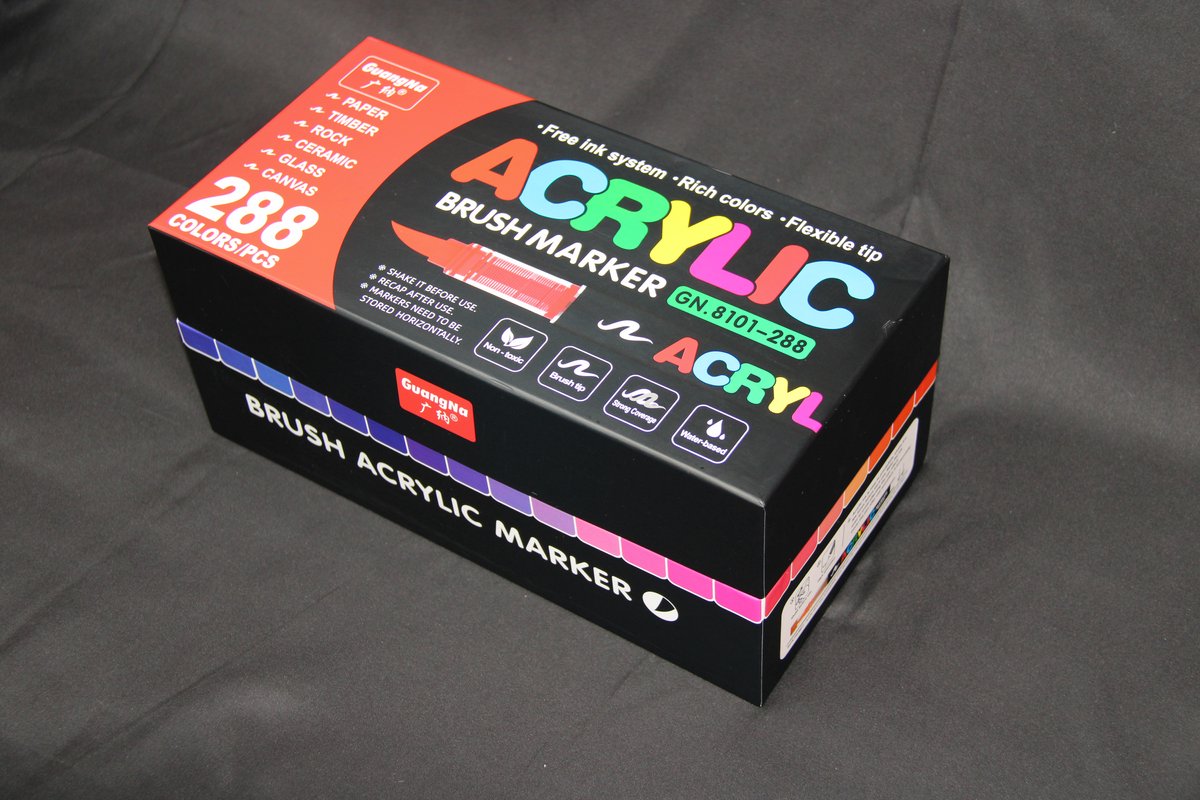 GuangNa
广纳®
PAPER
TIMBER
ROCK
CERAMIC
GLASS
CANVAS
288
COLORS/PCS
·Free ink system ·Rich colors ·Flexible tip
ACRYLIC
BRUSH MARKER
GN.8101-288
※ SHAKE IT BEFORE USE.
※ RECAP AFTER USE.
※ MARKERS NEED TO BE
STORED HORIZONTALLY.
ACRYL
Non-toxic
Brush tip
Strong Coverage
Water-based
GuangNa
广纳®
BRUSH ACRYLIC MARKER